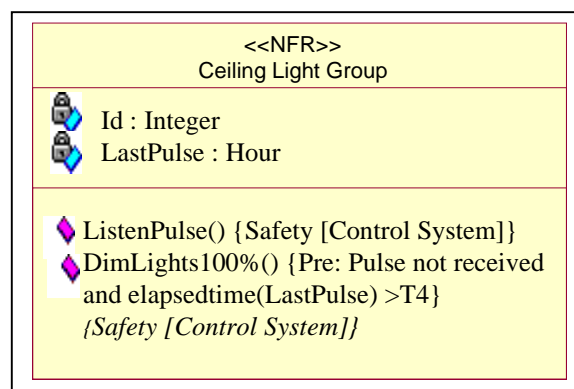 <<NFR>>
Ceiling Light Group
Id : Integer
LastPulse : Hour
ListenPulse() {Safety [Control System]}
DimLights100%() {Pre: Pulse not received
and elapsedtime(LastPulse) >T4}
{Safety [Control System]}